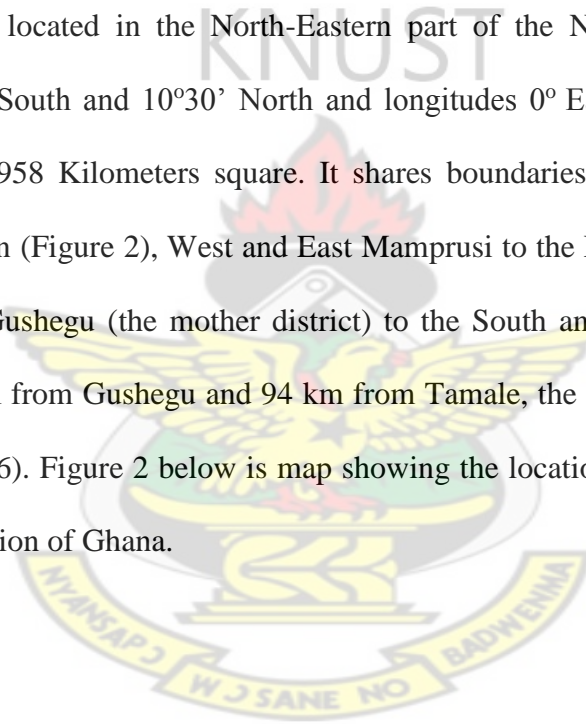 KNUST
located in the North-Eastern part of the N
South and 10º30’ North and longitudes 0º E
958 Kilometers square. It shares boundaries
n (Figure 2), West and East Mamprusi to the
Gushegu (the mother district) to the South an
from Gushegu and 94 km from Tamale, the
6). Figure 2 below is map showing the locatio
ion of Ghana.
NYANSAPƆ WƆSANE NO BADWENMA